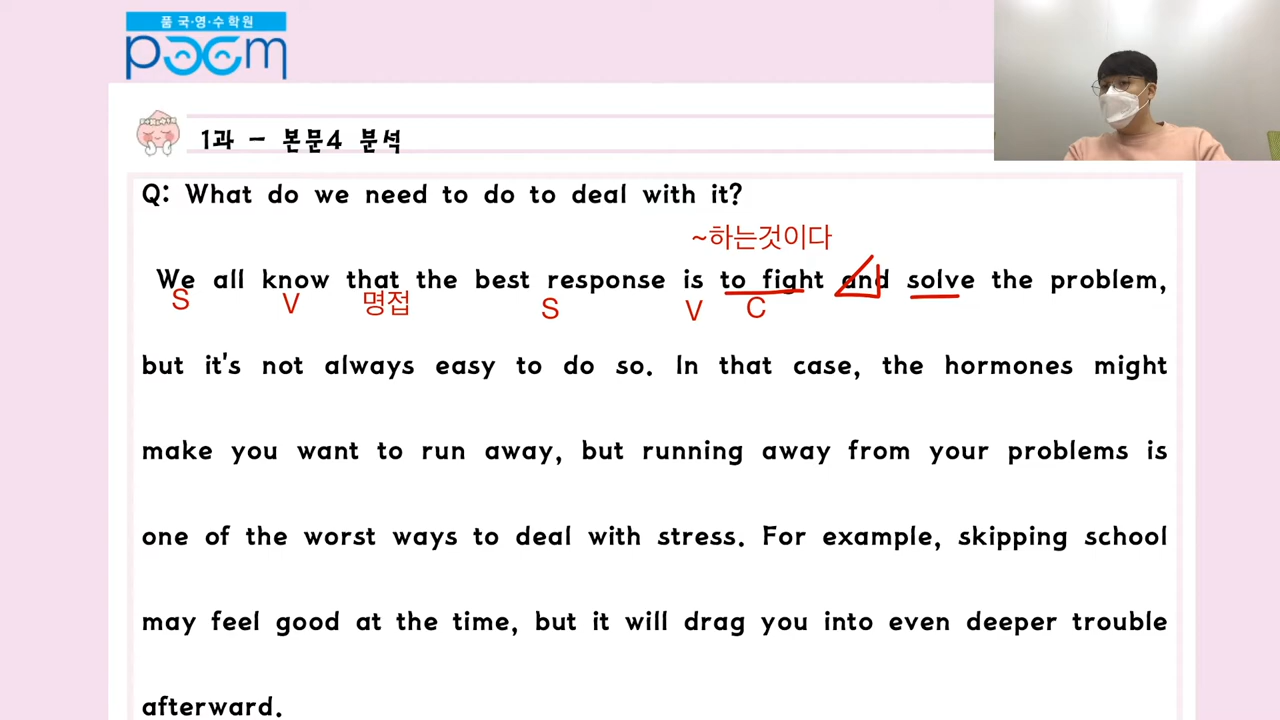 품 국·영·수학원
poem
1과 - 본문4 분석
Q: What do we need to do to deal with it?
~하는것이다
We all know that the best response is to fight and solve the problem,
S V 명접 S V C
but it's not always easy to do so. In that case, the hormones might
make you want to run away, but running away from your problems is
one of the worst ways to deal with stress. For example, skipping school
may feel good at the time, but it will drag you into even deeper trouble
afterward.